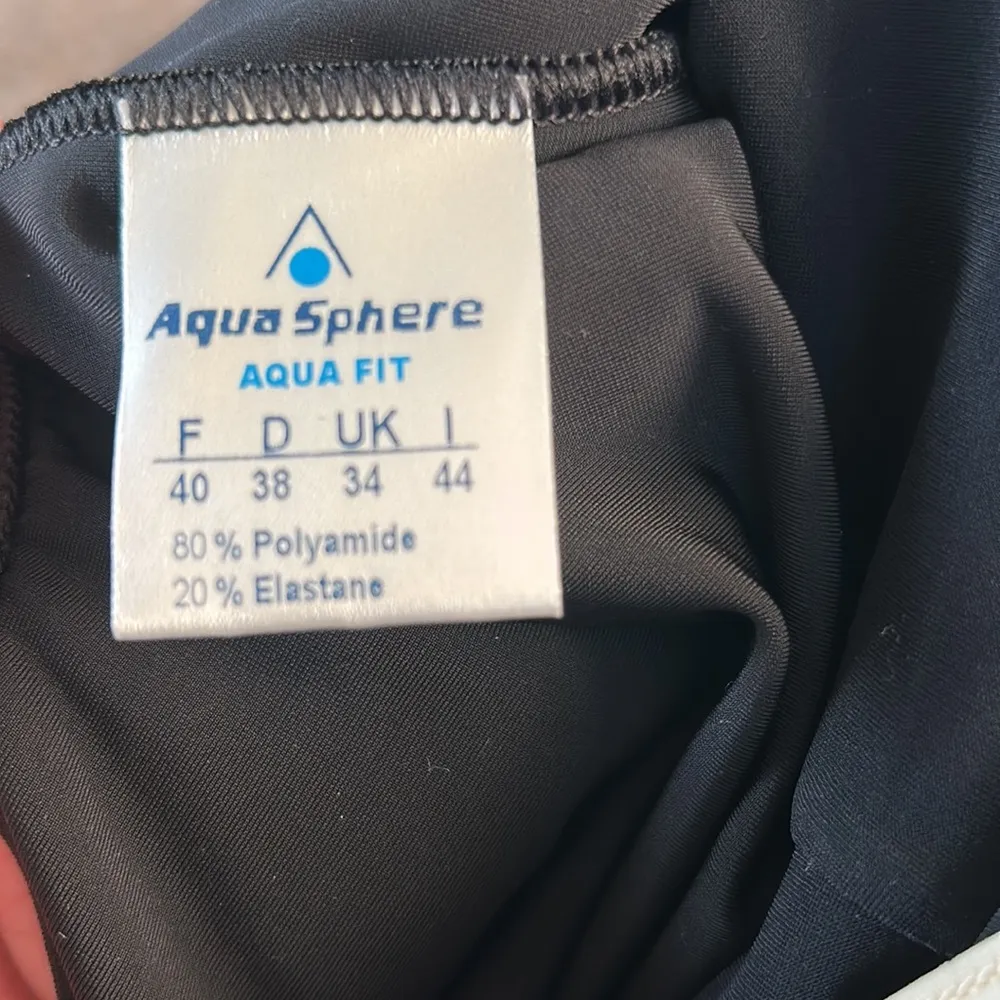 Aqua Sphere
AQUA FIT
F D UK I
40 38 34 44
80% Polyamide
20% Elastane